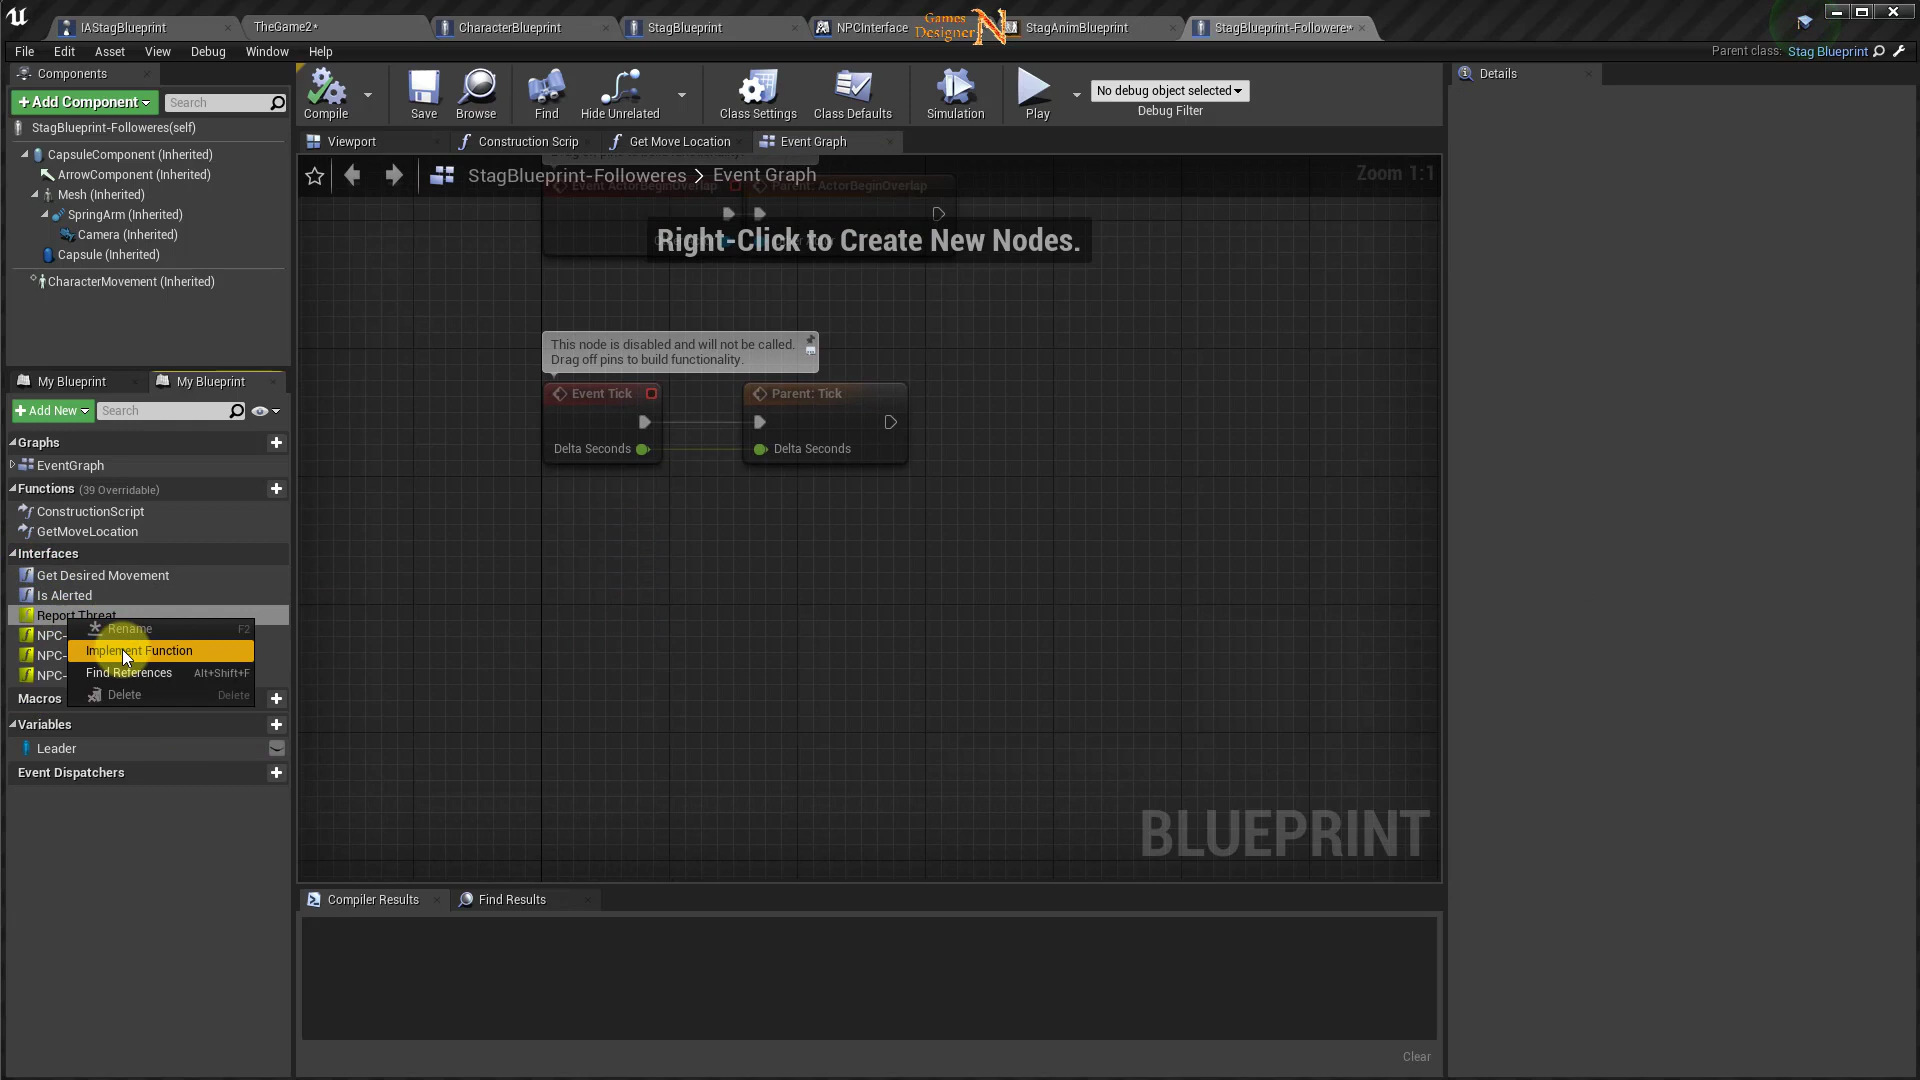 IAStagBlueprint
TheGame2*
CharacterBlueprint
StagBlueprint
NPCInterface
Games
Designer
N
StagAnimBlueprint
StagBlueprint-Followere*
File
Edit
Asset
View
Debug
Window
Help
Parent class:
Stag Blueprint
Components
+Add Component
Search
StagBlueprint-Followeres(self)
CapsuleComponent (Inherited)
ArrowComponent (Inherited)
Mesh (Inherited)
SpringArm (Inherited)
Camera (Inherited)
Capsule (Inherited)
CharacterMovement (Inherited)
Compile
Save
Browse
Find
Hide Unrelated
Class Settings
Class Defaults
Simulation
Play
No debug object selected
Debug Filter
Details
Viewport
Construction Scrip
Get Move Location
Event Graph
StagBlueprint-Followeres > Event Graph
Zoom 1:1
Event ActorBeginOverlap
Parent: ActorBeginOverlap
Right-Click to Create New Nodes.
This node is disabled and will not be called.
Drag off pins to build functionality.
Event Tick
Delta Seconds
Parent: Tick
Delta Seconds
BLUEPRINT
My Blueprint
My Blueprint
+Add New
Search
Graphs
EventGraph
Functions (39 Overridable)
ConstructionScript
GetMoveLocation
Interfaces
Get Desired Movement
Is Alerted
Report Threat
NPC-
NPC-
NPC-
Rename F2
Implement Function
Find References Alt+Shift+F
Delete Delete
Macros
Variables
Leader
Event Dispatchers
Compiler Results
Find Results
Clear